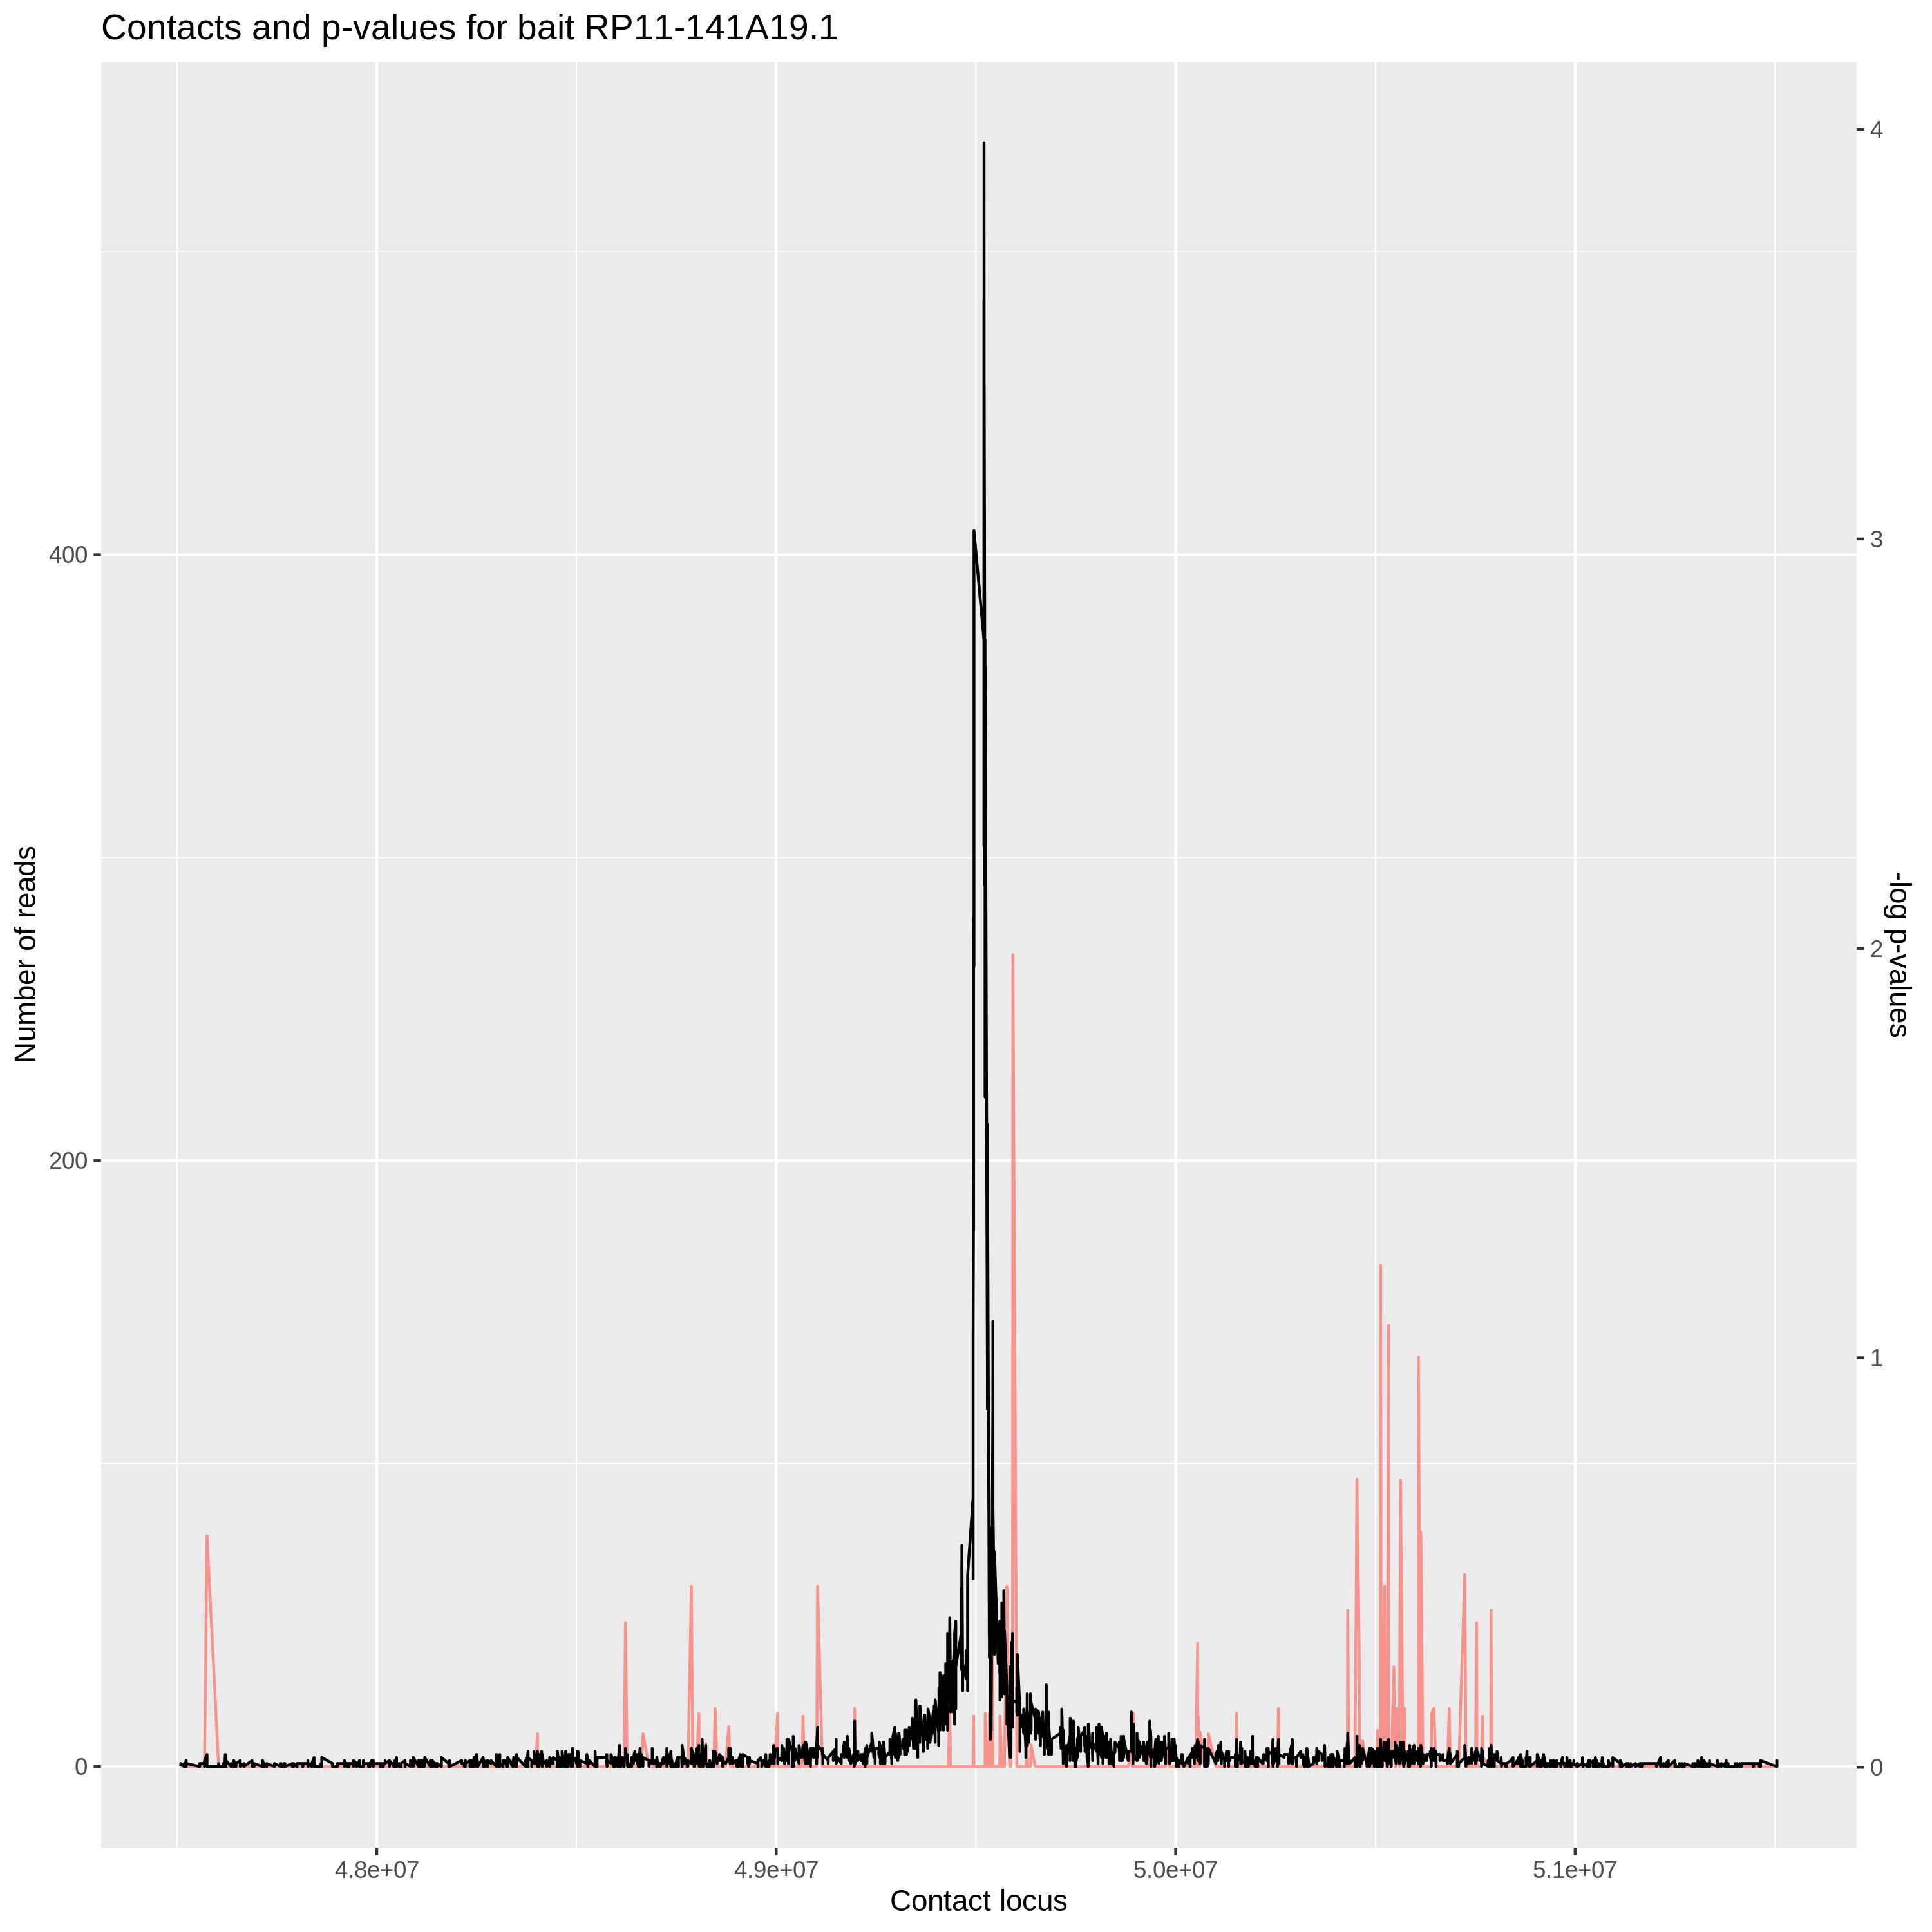 Contacts and p-values for bait RP11-141A19.1
Number of reads
400
200
0
4
3
2
1
0
-log p-values
4.8e+07
4.9e+07
5.0e+07
5.1e+07
Contact locus